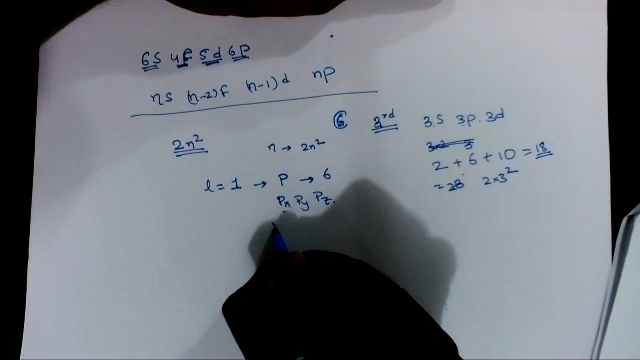 6s 4f 5d 6p
ns (n-2)f (n-1)d np
2n² n → 2n² 3rd 3s 3p 3d
2 + 6 + 10 = 18
l = 1 → p → 6 = 28 2×3²
Px Py Pz